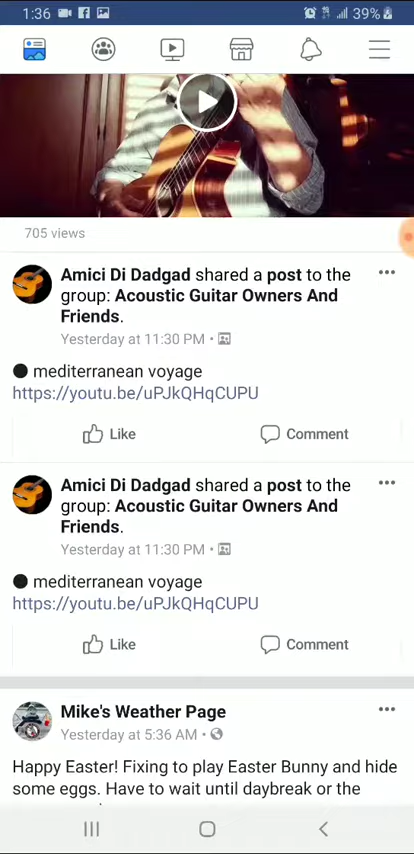 1:36 39%
705 views
Amici Di Dadgad shared a post to the
group: Acoustic Guitar Owners And
Friends.
Yesterday at 11:30 PM •
● mediterranean voyage
https://youtu.be/uPJkQHqCUPU
Like Comment
Amici Di Dadgad shared a post to the
group: Acoustic Guitar Owners And
Friends.
Yesterday at 11:30 PM •
● mediterranean voyage
https://youtu.be/uPJkQHqCUPU
Like Comment
Mike's Weather Page
Yesterday at 5:36 AM •
Happy Easter! Fixing to play Easter Bunny and hide
some eggs. Have to wait until daybreak or the